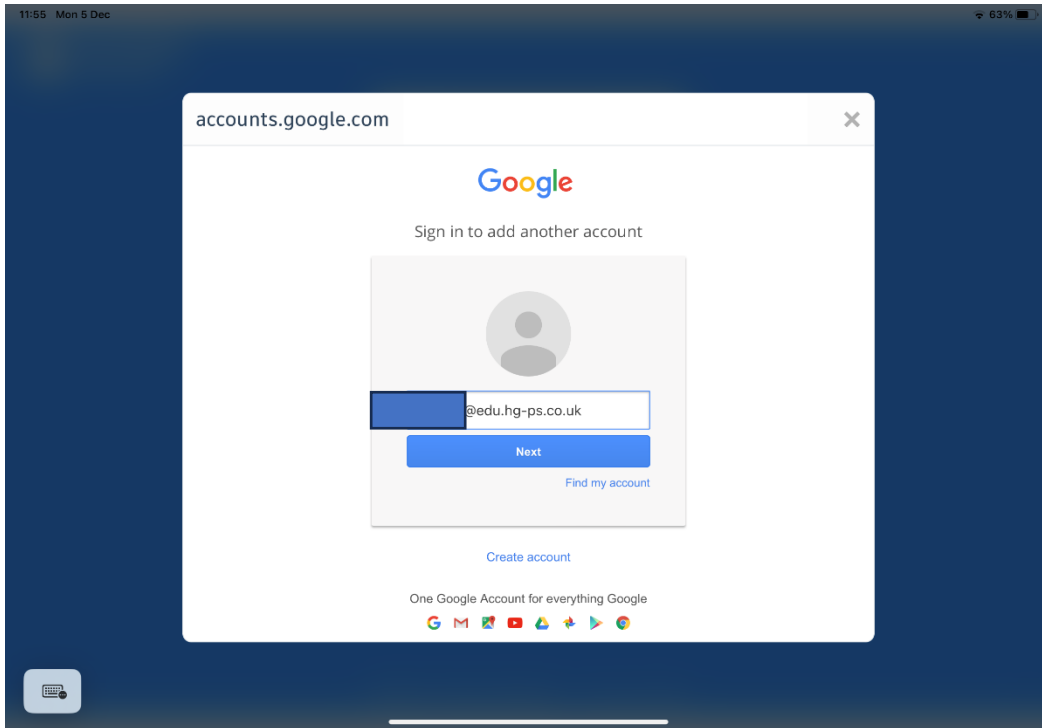 11:55 Mon 5 Dec 63%
accounts.google.com
Google
Sign in to add another account
@edu.hg-ps.co.uk
Next
Find my account
Create account
One Google Account for everything Google